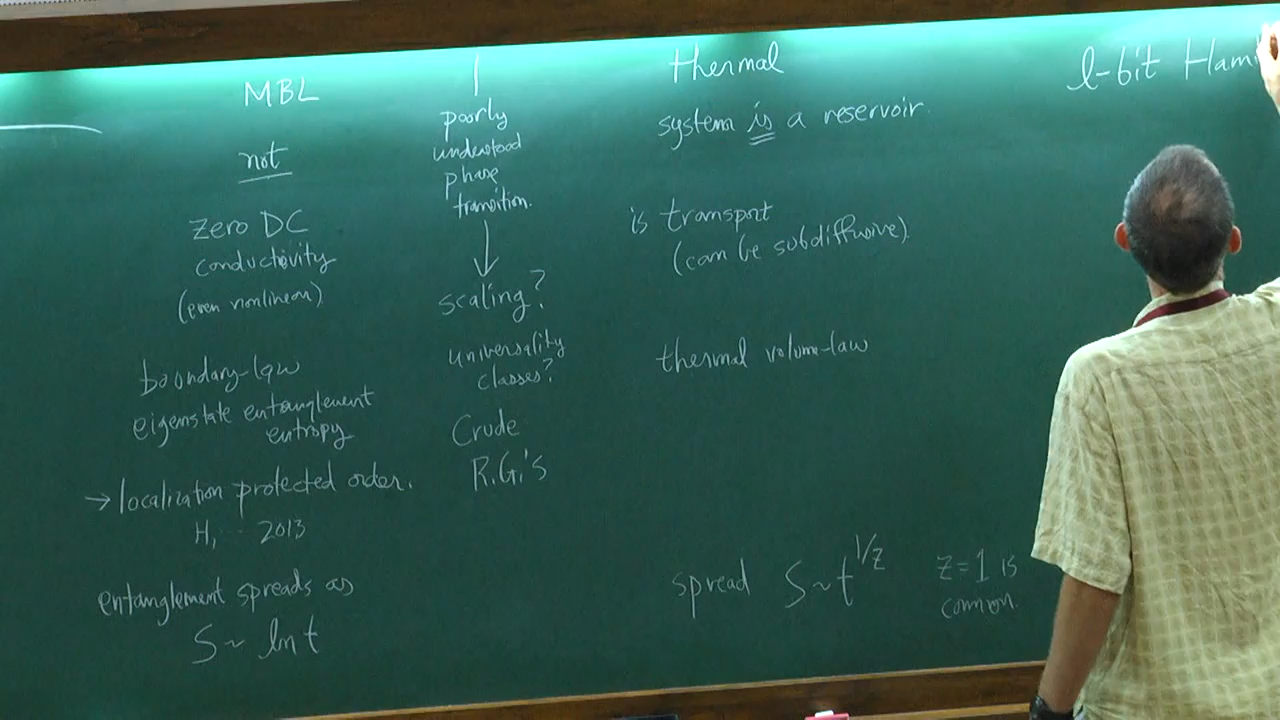 MBL
not
zero DC
conductivity
(even nonlinear)
boundary-law
eigenstate entanglement
entropy
→ localization protected order.
H, ... 2013
entanglement spreads as
S ~ ln t
poorly
understood
phase
transition.
scaling?
universality
classes?
Crude
R.G.'s
thermal
system is a reservoir.
is transport
(can be subdiffusive).
thermal volume-law
spread S ~ t^{1/z}
z=1 is
common.
l-bit Hami